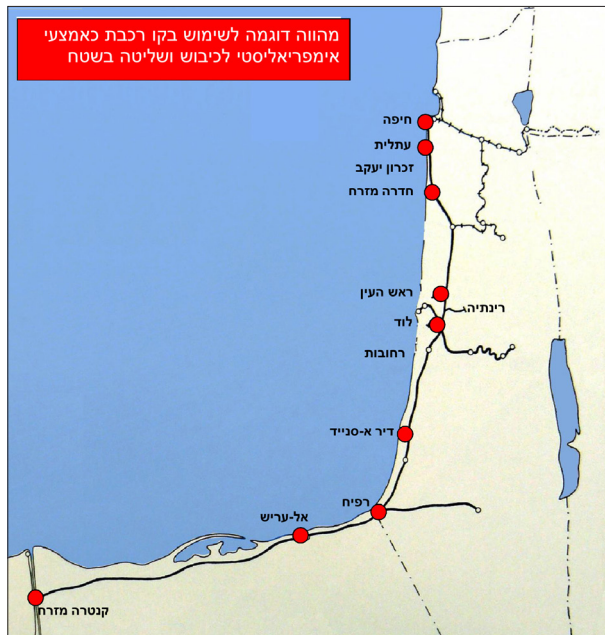 מהווה דוגמה לשימוש בקו רכבת כאמצעי
אימפריאליסטי לכיבוש ושליטה בשטח
חיפה
עתלית
זכרון יעקב
חדרה מזרח
ראש העין
רינתיה
לוד
רחובות
דיר א-סנייד
רפיח
אל-עריש
קנטרה מזרח